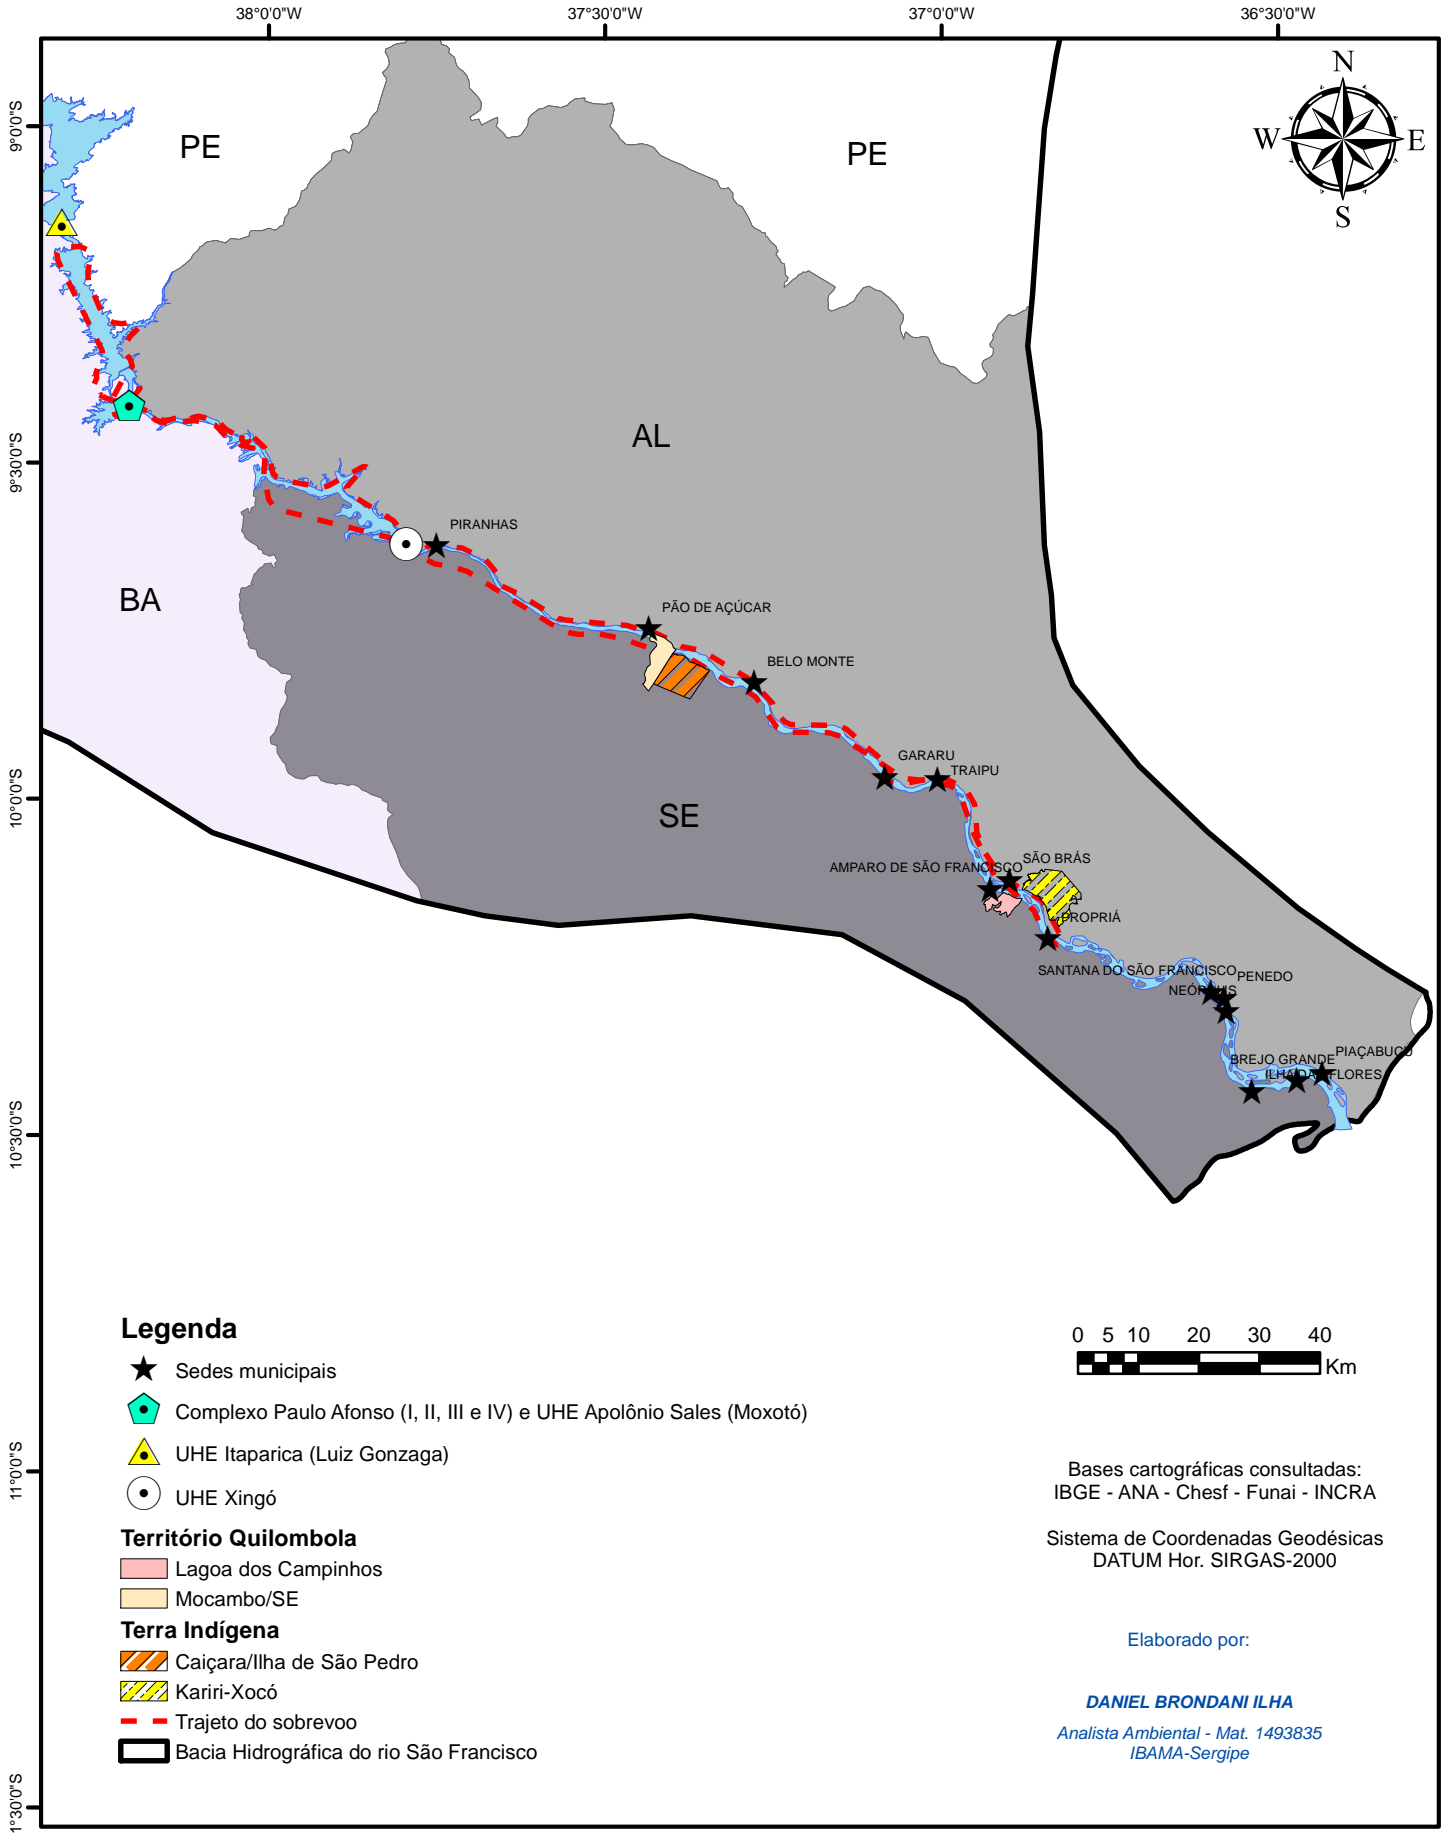 38°0'0"W
37°30'0"W
37°0'0"W
36°30'0"W
9°0'0"S
9°30'0"S
10°0'0"S
10°30'0"S
11°0'0"S
1°30'0"S
N
W
E
S
PE
PE
AL
BA
SE
PIRANHAS
PÃO DE AÇÚCAR
BELO MONTE
GARARU
TRAIPU
SÃO BRÁS
AMPARO DE SÃO FRANCISCO
PROPRIÁ
SANTANA DO SÃO FRANCISCO
PENEDO
NEÓPOLIS
PIAÇABUÇU
BREJO GRANDE
ILHA DAS FLORES
Legenda
Sedes municipais
Complexo Paulo Afonso (I, II, III e IV) e UHE Apolônio Sales (Moxotó)
UHE Itaparica (Luiz Gonzaga)
UHE Xingó
Território Quilombola
Lagoa dos Campinhos
Mocambo/SE
Terra Indígena
Caiçara/Ilha de São Pedro
Kariri-Xocó
Trajeto do sobrevoo
Bacia Hidrográfica do rio São Francisco
0 5 10 20 30 40
Km
Bases cartográficas consultadas:
IBGE - ANA - Chesf - Funai - INCRA
Sistema de Coordenadas Geodésicas
DATUM Hor. SIRGAS-2000
Elaborado por:
DANIEL BRONDANI ILHA
Analista Ambiental - Mat. 1493835
IBAMA-Sergipe